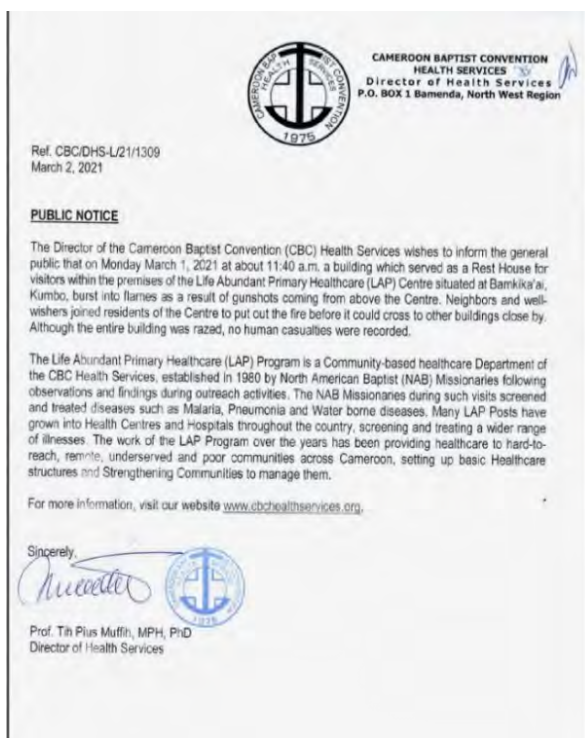 CAMEROON BAPTIST CONVENTION
HEALTH SERVICES
Director of Health Services
P.O. BOX 1 Bamenda, North West Region
CAMEROON BAPTIST CONVENTION
HEALTH SERVICES
1975
Ref. CBC/DHS-L/21/1309
March 2, 2021
PUBLIC NOTICE
The Director of the Cameroon Baptist Convention (CBC) Health Services wishes to inform the general
public that on Monday March 1, 2021 at about 11:40 a.m. a building which served as a Rest House for
visitors within the premises of the Life Abundant Primary Healthcare (LAP) Centre situated at Bamkika'ai,
Kumbo, burst into flames as a result of gunshots coming from above the Centre. Neighbors and well-
wishers joined residents of the Centre to put out the fire before it could cross to other buildings close by.
Although the entire building was razed, no human casualties were recorded.
The Life Abundant Primary Healthcare (LAP) Program is a Community-based healthcare Department of
the CBC Health Services, established in 1980 by North American Baptist (NAB) Missionaries following
observations and findings during outreach activities. The NAB Missionaries during such visits screened
and treated diseases such as Malaria, Pneumonia and Water borne diseases. Many LAP Posts have
grown into Health Centres and Hospitals throughout the country, screening and treating a wider range
of illnesses. The work of the LAP Program over the years has been providing healthcare to hard-to-
reach, remote, underserved and poor communities across Cameroon, setting up basic Healthcare
structures and Strengthening Communities to manage them.
For more information, visit our website www.cbchealthservices.org.
Sincerely,
1975
Prof. Tih Pius Muffih, MPH, PhD
Director of Health Services